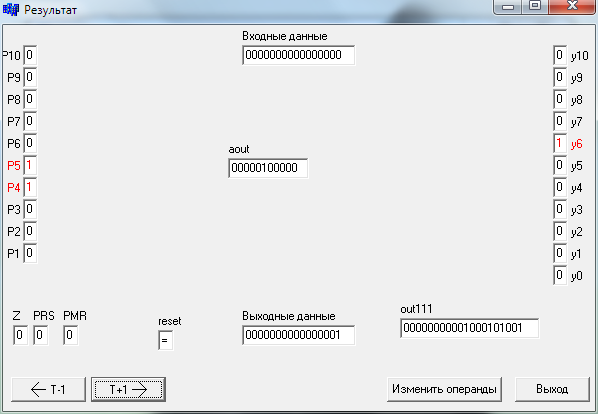 Результат
Входные данные
0000000000000000
P10 0
P9 0
P8 0
P7 0
P6 0
P5 1
P4 1
P3 0
P2 0
P1 0
aout
00000100000
0 y10
0 y9
0 y8
0 y7
1 y6
0 y5
0 y4
0 y3
0 y2
0 y1
0 y0
Z PRS PMR
0 0 0
reset
=
Выходные данные
0000000000000001
out111
00000000001000101001
<- T-1
T+1 ->
Изменить операнды
Выход